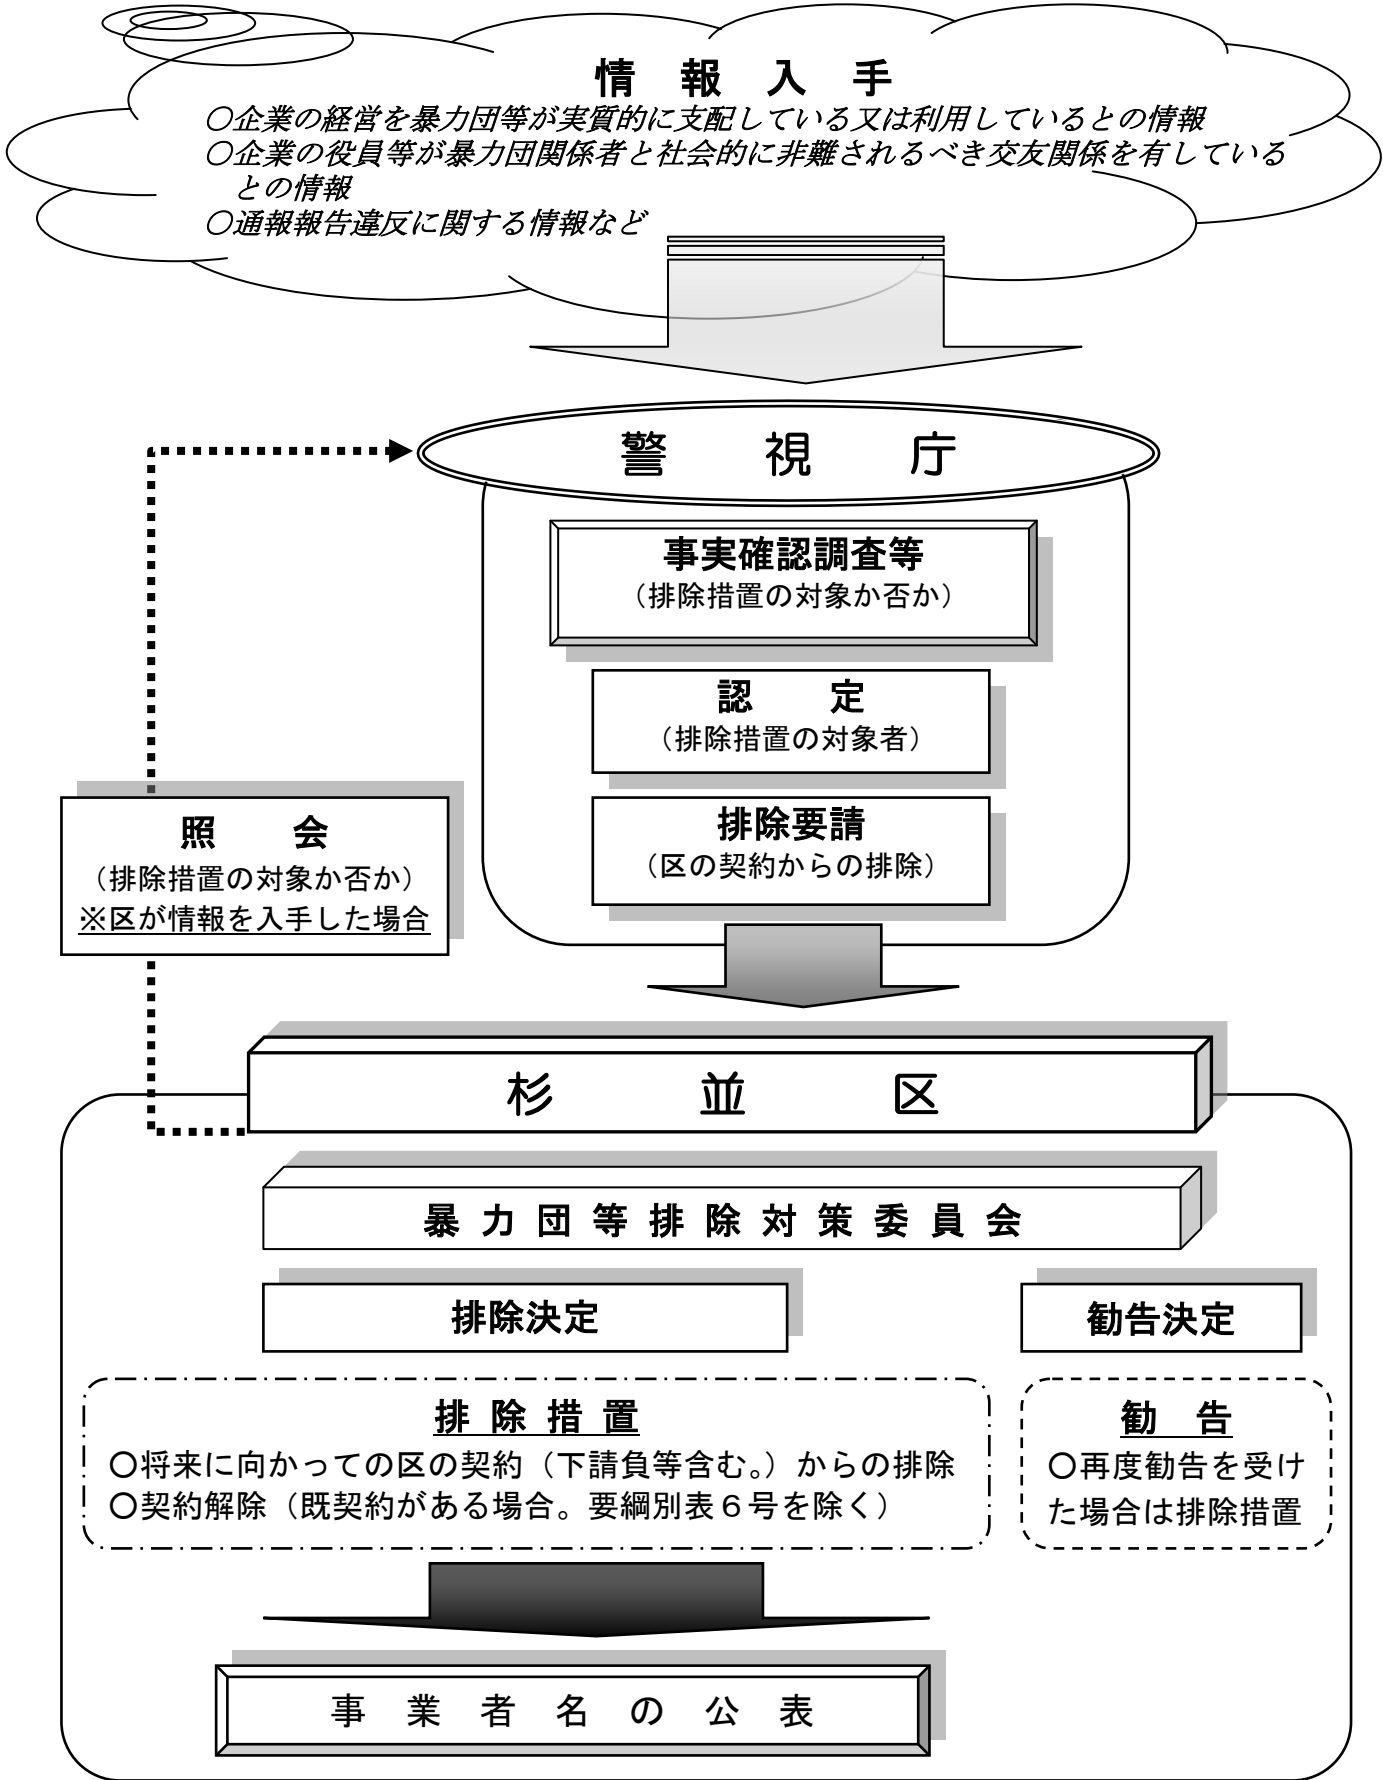 情　報　入　手
○企業の経営を暴力団等が実質的に支配している又は利用しているとの情報
○企業の役員等が暴力団関係者と社会的に非難されるべき交友関係を有している
との情報
○通報報告違反に関する情報など
警　視　庁
事実確認調査等
（排除措置の対象か否か）
認　　定
（排除措置の対象者）
排除要請
（区の契約からの排除）
照　　会
（排除措置の対象か否か）
※区が情報を入手した場合
杉　並　区
暴力団等排除対策委員会
排除決定
勧告決定
排除措置
○将来に向かっての区の契約（下請負等含む。）からの排除
○契約解除（既契約がある場合。要綱別表６号を除く）
勧　告
○再度勧告を受け
た場合は排除措置
事業者名の公表